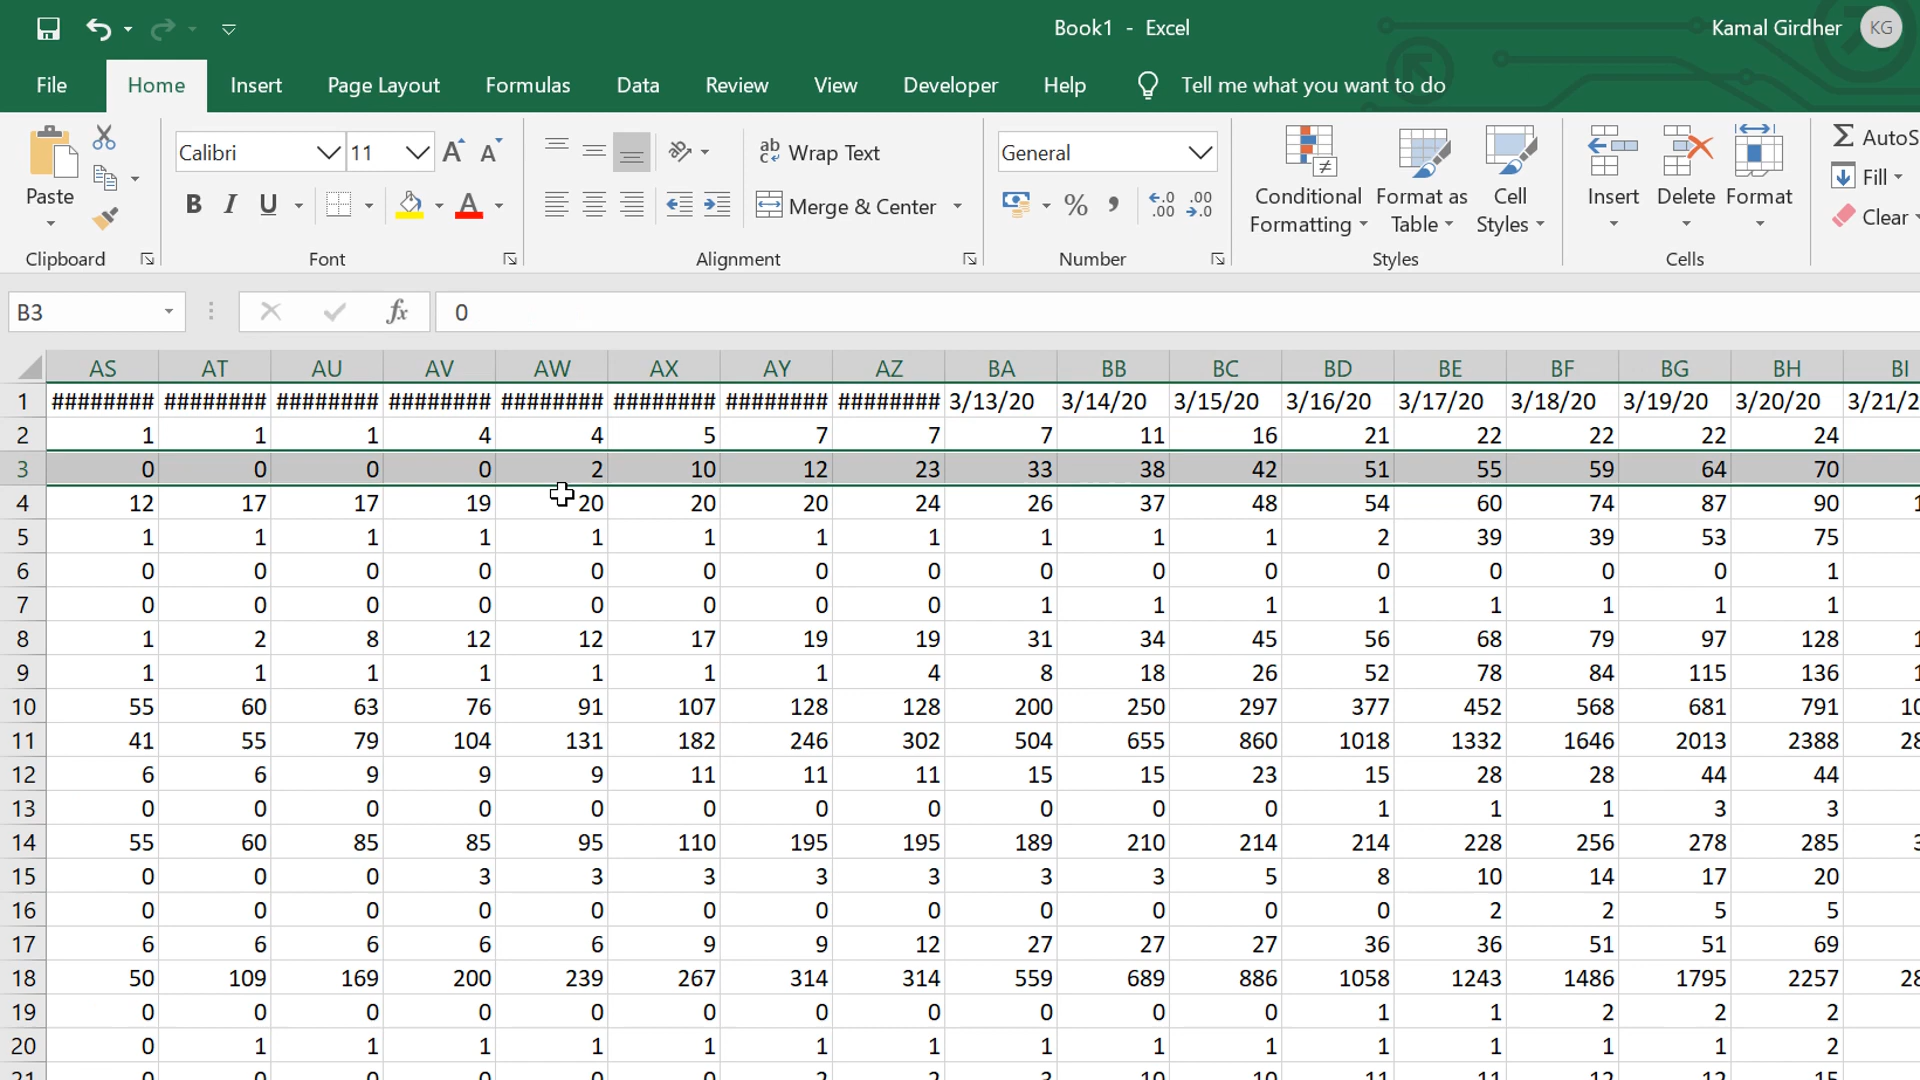 Book1 - Excel
Kamal Girdher
KG
File Home Insert Page Layout Formulas Data Review View Developer Help Tell me what you want to do
Paste
Clipboard
Calibri 11
B I U A
Font
Wrap Text
Merge & Center
Alignment
General
% , .00 .00
Number
Conditional Formatting
Format as Table
Cell Styles
Styles
Insert Delete Format
Cells
AutoS
Fill
Clear
B3 fx 0
AS AT AU AV AW AX AY AZ BA BB BC BD BE BF BG BH BI
1 ######## ######## ######## ######## ######## ######## ######## ######## 3/13/20 3/14/20 3/15/20 3/16/20 3/17/20 3/18/20 3/19/20 3/20/20 3/21/2
2 1 1 1 4 4 5 7 7 7 11 16 21 22 22 22 24
3 0 0 0 0 2 10 12 23 33 38 42 51 55 59 64 70
4 12 17 17 19 20 20 20 24 26 37 48 54 60 74 87 90 1
5 1 1 1 1 1 1 1 1 1 1 1 2 39 39 53 75
6 0 0 0 0 0 0 0 0 0 0 0 0 0 0 0 1
7 0 0 0 0 0 0 0 0 1 1 1 1 1 1 1 1
8 1 2 8 12 12 17 19 19 31 34 45 56 68 79 97 128 1
9 1 1 1 1 1 1 1 4 8 18 26 52 78 84 115 136 1
10 55 60 63 76 91 107 128 128 200 250 297 377 452 568 681 791 10
11 41 55 79 104 131 182 246 302 504 655 860 1018 1332 1646 2013 2388 28
12 6 6 9 9 9 11 11 11 15 15 23 15 28 28 44 44
13 0 0 0 0 0 0 0 0 0 0 0 1 1 1 3 3
14 55 60 85 85 95 110 195 195 189 210 214 214 228 256 278 285 3
15 0 0 0 3 3 3 3 3 3 3 5 8 10 14 17 20
16 0 0 0 0 0 0 0 0 0 0 0 0 2 2 5 5
17 6 6 6 6 6 9 9 12 27 27 27 36 36 51 51 69
18 50 109 169 200 239 267 314 314 559 689 886 1058 1243 1486 1795 2257 28
19 0 0 0 0 0 0 0 0 0 0 0 1 1 2 2 2
20 0 1 1 1 1 1 1 1 1 1 1 1 1 1 1 2
21 0 0 0 0 0 0 2 2 3 10 10 11 11 12 12 15